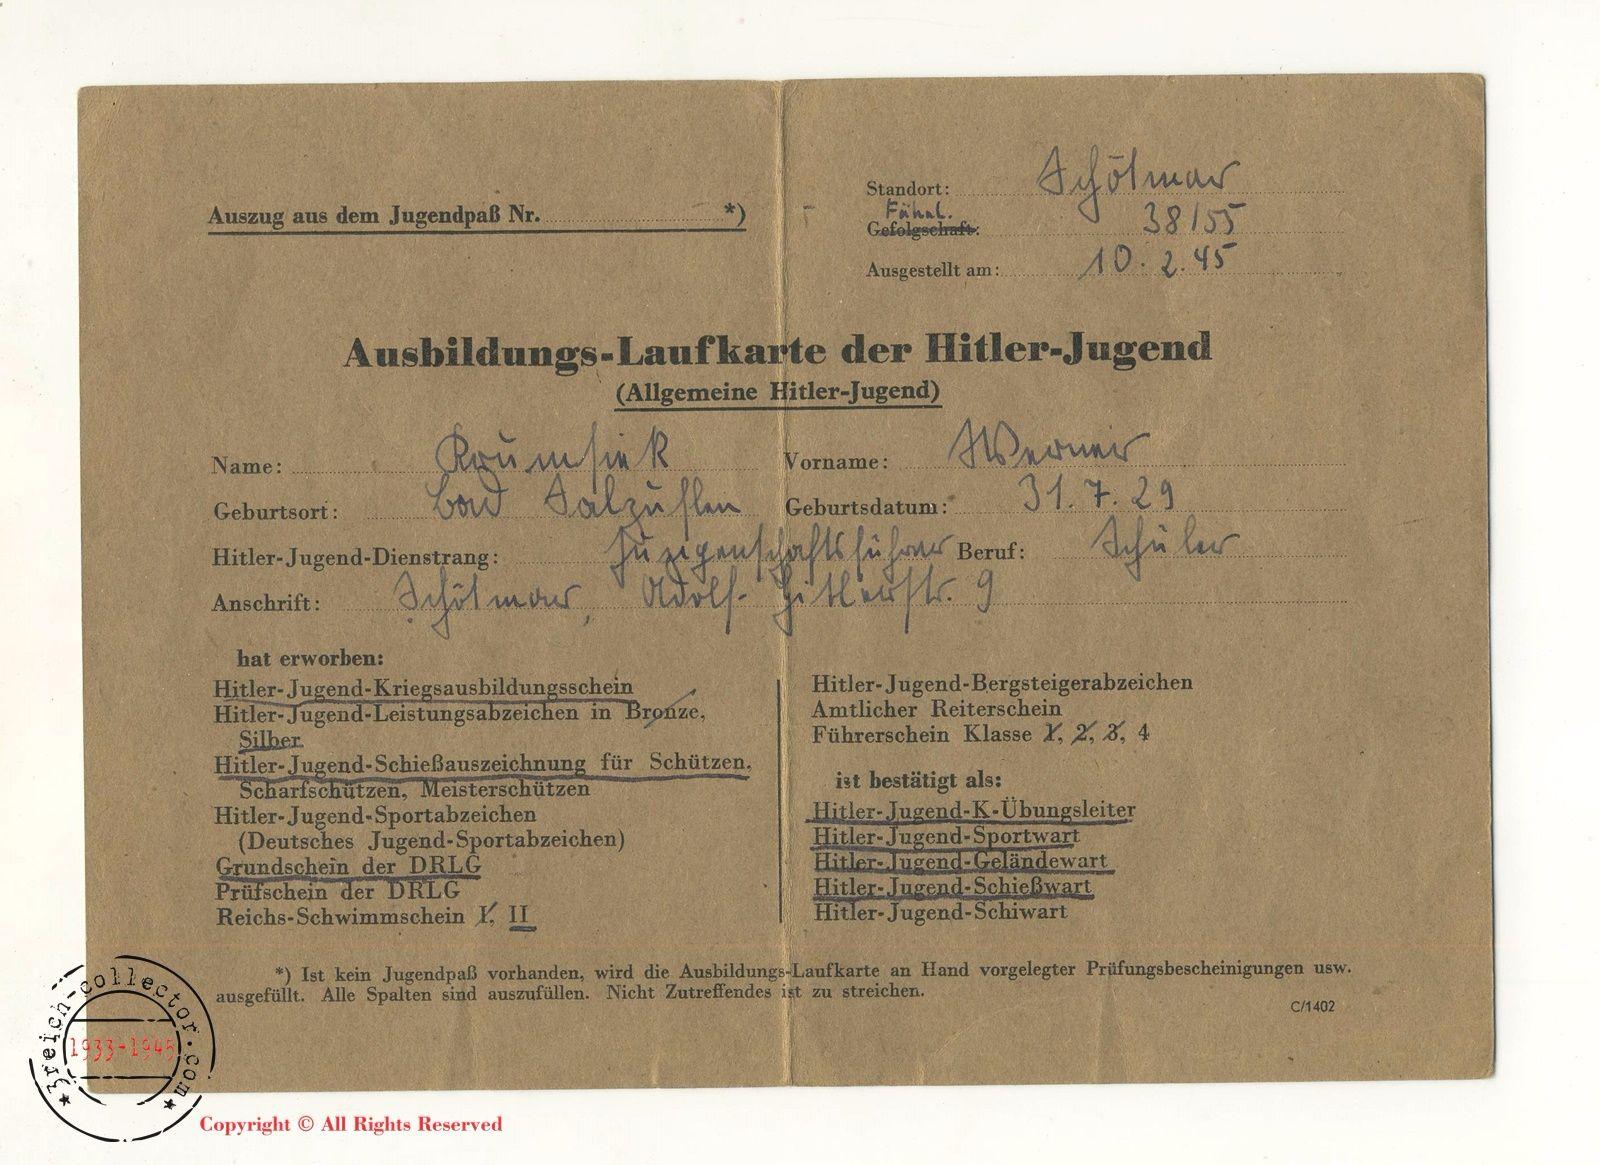 Auszug aus dem Jugendpaß Nr. *)
Standort: Schötmar
Fähnl.
Gefolgschaft: 38/55
Ausgestellt am: 10. 2. 45
Ausbildungs-Laufkarte der Hitler-Jugend
(Allgemeine Hitler-Jugend)
Name: Krumsiek Vorname: Werner
Geburtsort: Bad Salzuflen Geburtsdatum: 31. 7. 29
Hitler-Jugend-Dienstrang: Beruf: Schüler
Anschrift: Schötmar, Adolf-Hitlerstr. 9
hat erworben:
Hitler-Jugend-Kriegsausbildungsschein
Hitler-Jugend-Leistungsabzeichen in Bronze,
Silber
Hitler-Jugend-Schießauszeichnung für Schützen,
Scharfschützen, Meisterschützen
Hitler-Jugend-Sportabzeichen
(Deutsches Jugend-Sportabzeichen)
Grundschein der DRLG
Prüfschein der DRLG
Reichs-Schwimmschein I, II
Hitler-Jugend-Bergsteigerabzeichen
Amtlicher Reiterschein
Führerschein Klasse 1, 2, 3, 4
ist bestätigt als:
Hitler-Jugend-K-Übungsleiter
Hitler-Jugend-Sportwart
Hitler-Jugend-Geländewart
Hitler-Jugend-Schießwart
Hitler-Jugend-Schiwart
*) Ist kein Jugendpaß vorhanden, wird die Ausbildungs-Laufkarte an Hand vorgelegter Prüfungsbescheinigungen usw.
ausgefüllt. Alle Spalten sind auszufüllen. Nicht Zutreffendes ist zu streichen.
C/1402
3reich-collector.com
1933-1945
Copyright © All Rights Reserved